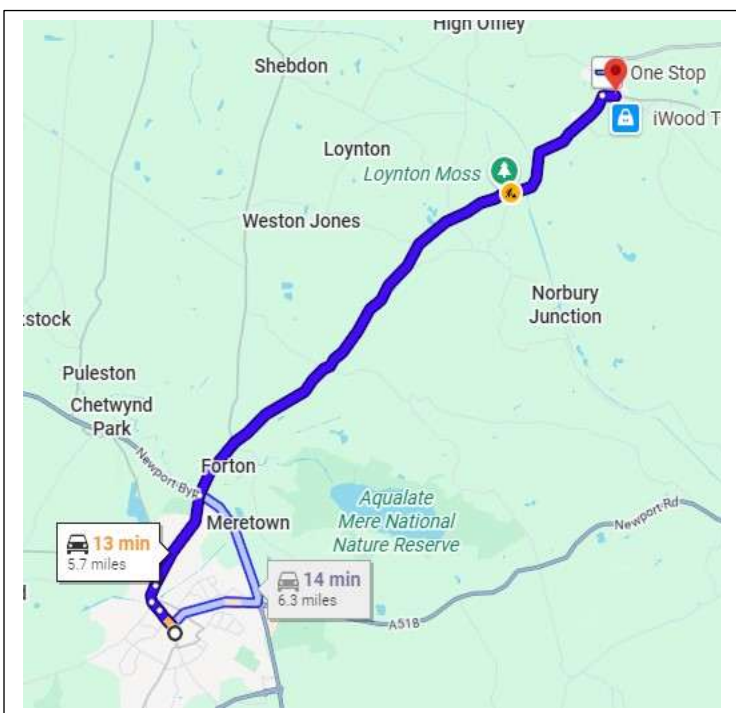 High Offley
Shebdon
One Stop
iWood T
Loynton
Loynton Moss
Weston Jones
Norbury
Junction
stock
Puleston
Chetwynd
Park
Newport Byp
Forton
Aqualate
Mere National
Nature Reserve
Meretown
Newport Rd
13 min
5.7 miles
14 min
6.3 miles
A518